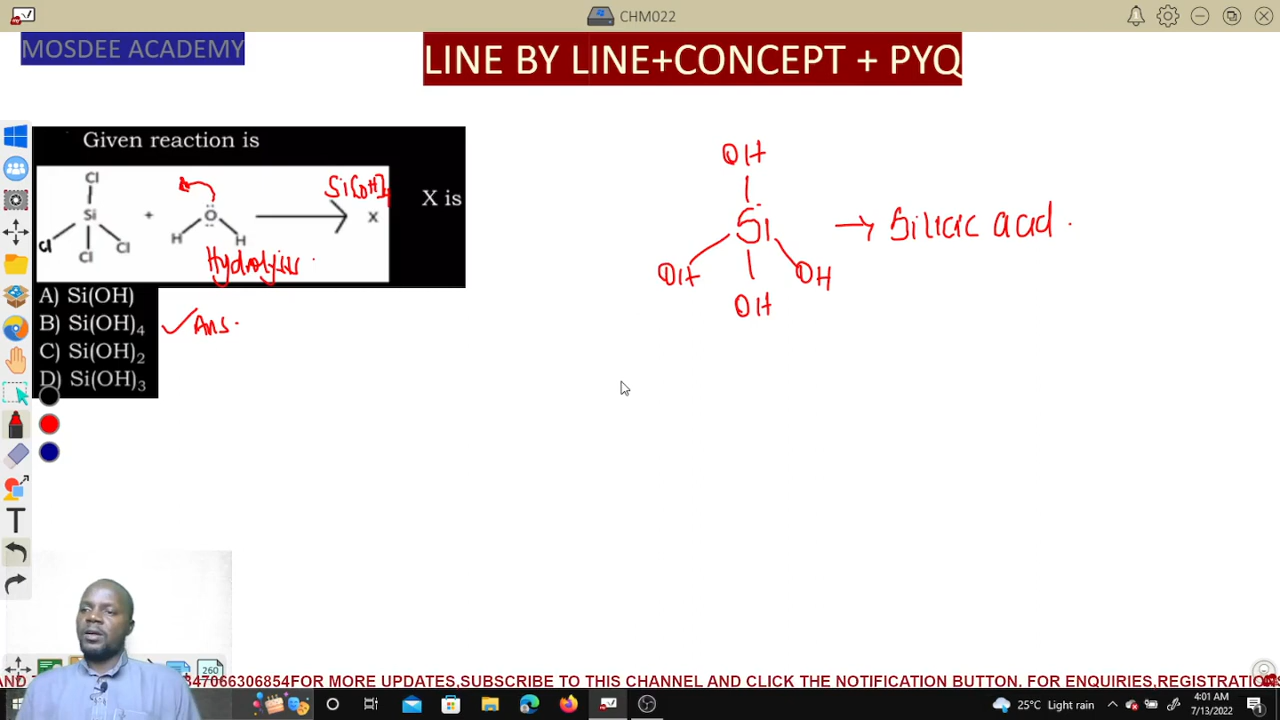 CHM022
MOSDEE ACADEMY
LINE BY LINE+CONCEPT + PYQ
Given reaction is
Cl
Si
Cl
Cl
Cl
+
O
H
H
Si(OH)4
X
X is
Hydrolysis
A) Si(OH)
B) Si(OH)4 ✓Ans.
C) Si(OH)2
D) Si(OH)3
OH
Si
OH
OH
OH
→ Silicic acid.
T
260
347066306854FOR MORE UPDATES,SUBSCRIBE TO THIS CHANNEL AND CLICK THE NOTIFICATION BUTTON. FOR ENQUIRIES,REGISTRATION
25°C Light rain
4:01 AM
7/13/2022